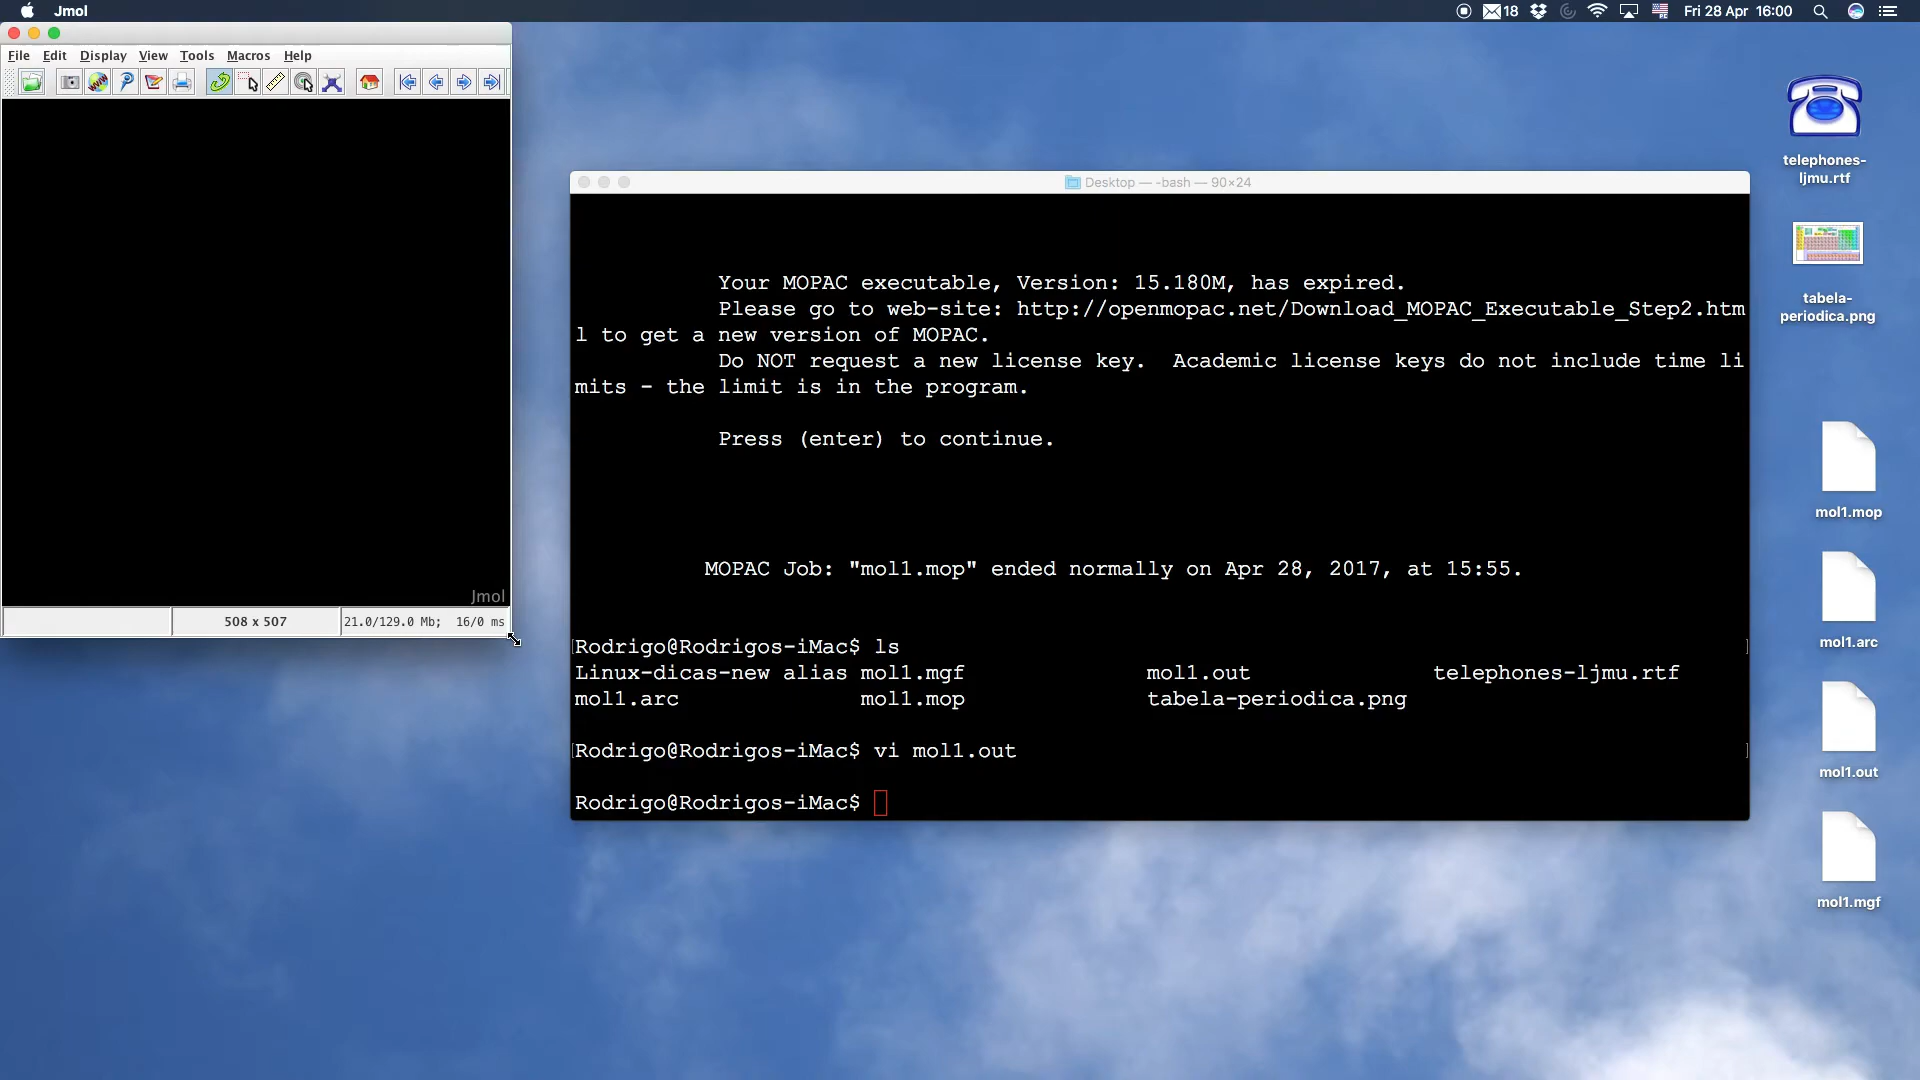 Jmol
18
Fri 28 Apr 16:00
File Edit Display View Tools Macros Help
Jmol
508 x 507
21.0/129.0 Mb; 16/0 ms
Desktop — -bash — 90×24
Your MOPAC executable, Version: 15.180M, has expired.
Please go to web-site: http://openmopac.net/Download_MOPAC_Executable_Step2.htm
l to get a new version of MOPAC.
Do NOT request a new license key. Academic license keys do not include time li
mits - the limit is in the program.
Press (enter) to continue.
MOPAC Job: "mol1.mop" ended normally on Apr 28, 2017, at 15:55.
[Rodrigo@Rodrigos-iMac$ ls ]
Linux-dicas-new alias mol1.mgf mol1.out telephones-ljmu.rtf
mol1.arc mol1.mop tabela-periodica.png
[Rodrigo@Rodrigos-iMac$ vi mol1.out ]
Rodrigo@Rodrigos-iMac$
telephones-
ljmu.rtf
tabela-
periodica.png
mol1.mop
mol1.arc
mol1.out
mol1.mgf